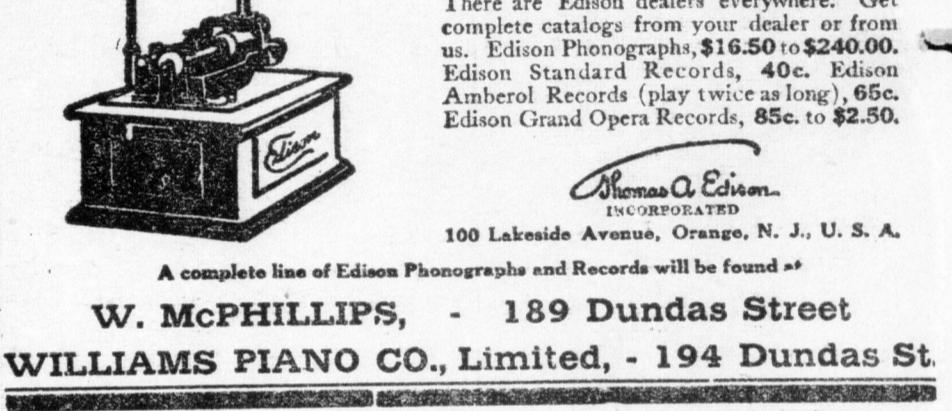 There are Edison dealers everywhere. Get
complete catalogs from your dealer or from
us. Edison Phonographs, $16.50 to $240.00.
Edison Standard Records, 40c. Edison
Amberol Records (play twice as long), 65c.
Edison Grand Opera Records, 85c. to $2.50.
Edison
Thomas A Edison
INCORPORATED
100 Lakeside Avenue, Orange, N. J., U. S. A.
A complete line of Edison Phonographs and Records will be found at
W. McPHILLIPS, - 189 Dundas Street
WILLIAMS PIANO CO., Limited, - 194 Dundas St.